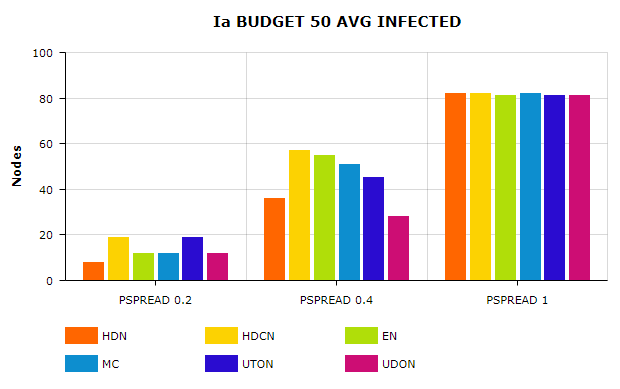 Ia BUDGET 50 AVG INFECTED
100
80
60
40
20
0
Nodes
PSPREAD 0.2 PSPREAD 0.4 PSPREAD 1
HDN HDCN EN
MC UTON UDON